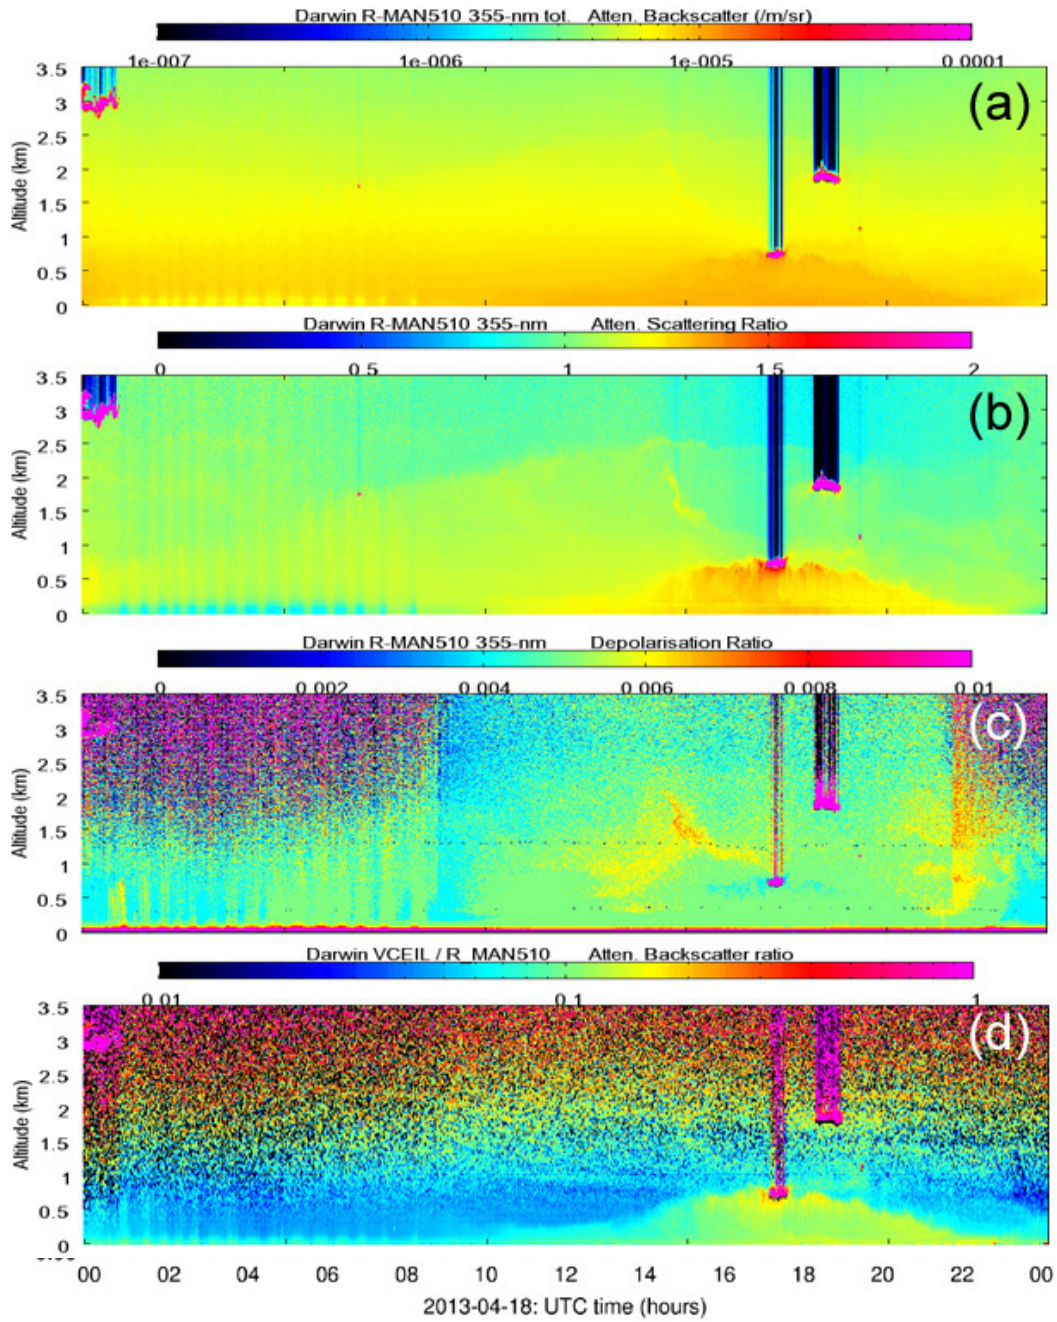 Darwin R-MAN510 355-nm tot. Atten. Backscatter (/m/sr)
1e-007 1e-006 1e-005 0 0001
(a)
3.5
3
2.5
2
1.5
1
0.5
0
Altitude (km)
Darwin R-MAN510 355-nm Atten. Scattering Ratio
0 0.5 1 1.5 2
(b)
3.5
3
2.5
2
1.5
1
0.5
0
Altitude (km)
Darwin R-MAN510 355-nm Depolarisation Ratio
0 0.002 0.004 0.006 0.008 0.01
(c)
3.5
3
2.5
2
1.5
1
0.5
0
Altitude (km)
Darwin VCEIL / R_MAN510 Atten. Backscatter ratio
0.01 0.1 1
(d)
3.5
3
2.5
2
1.5
1
0.5
0
Altitude (km)
00 02 04 06 08 10 12 14 16 18 20 22 00
2013-04-18: UTC time (hours)